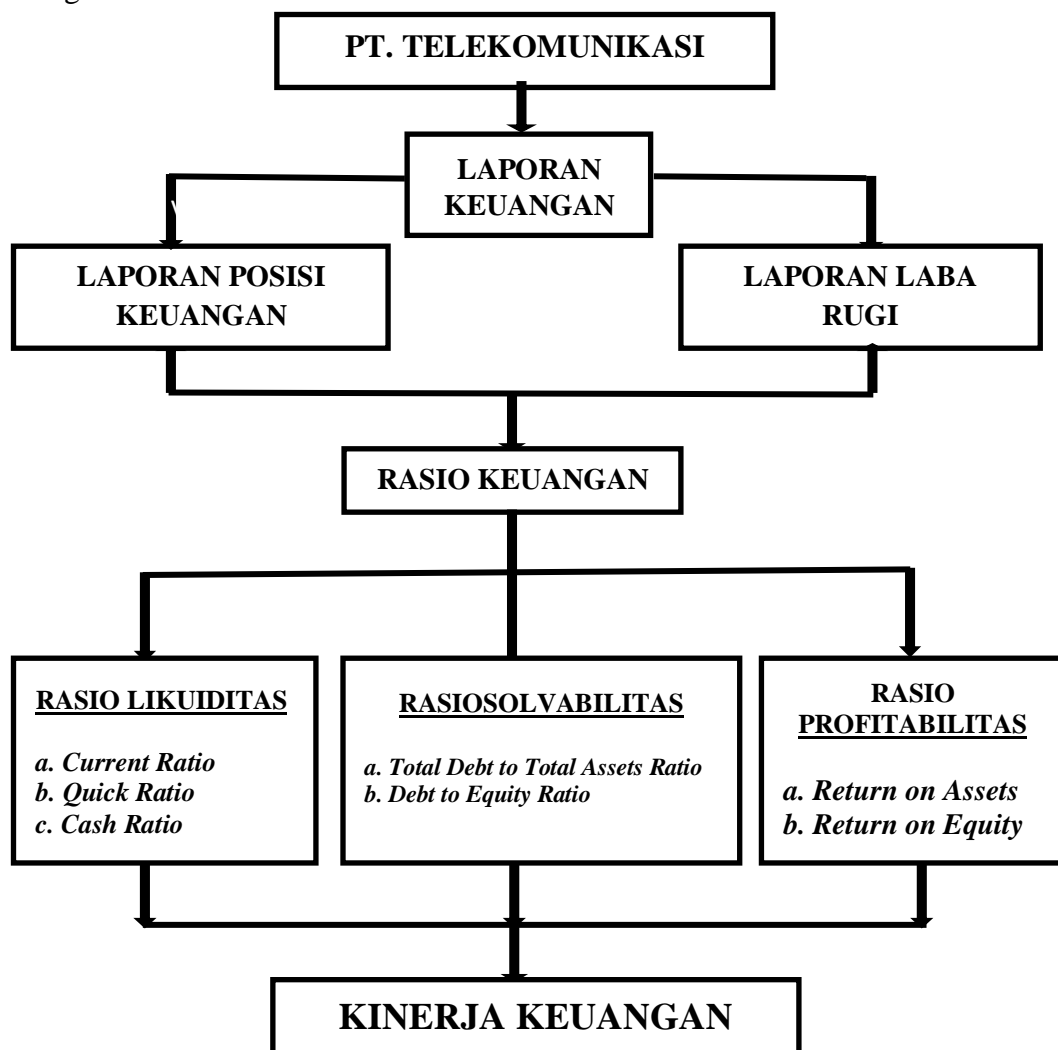 PT. TELEKOMUNIKASI
LAPORAN
KEUANGAN
LAPORAN POSISI
KEUANGAN
LAPORAN LABA
RUGI
RASIO KEUANGAN
RASIO LIKUIDITAS
a. Current Ratio
b. Quick Ratio
c. Cash Ratio
RASIOSOLVABILITAS
a. Total Debt to Total Assets Ratio
b. Debt to Equity Ratio
RASIO
PROFITABILITAS
a. Return on Assets
b. Return on Equity
KINERJA KEUANGAN